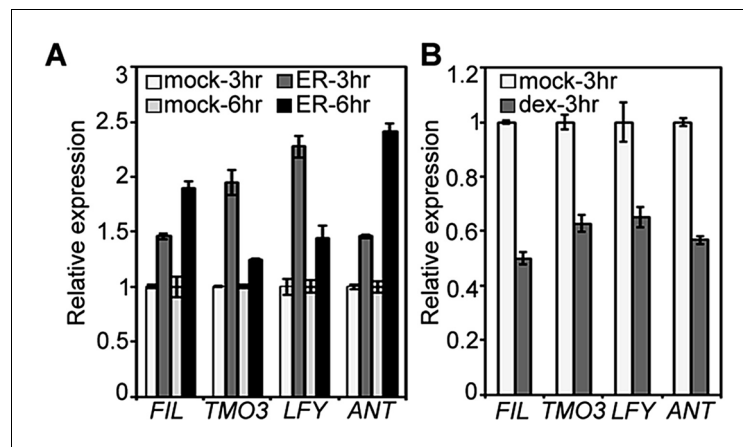 A
Relative expression
3
2.5
2
1.5
1
0.5
0
mock-3hr ER-3hr
mock-6hr ER-6hr
FIL TMO3 LFY ANT
B
Relative expression
1.2
1
0.8
0.6
0.4
0.2
0
mock-3hr
dex-3hr
FIL TMO3 LFY ANT